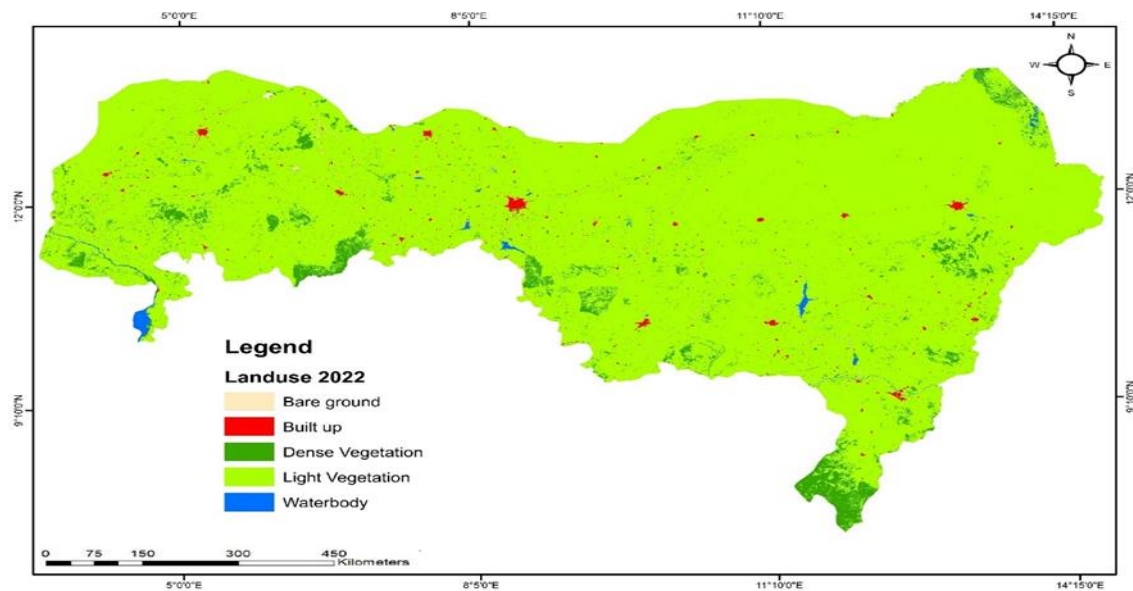 5°0'0"E 8°5'0"E 11°10'0"E 14°15'0"E
N
W E
S
12°0'0"N 12°0'0"N
9°10'0"N 9°10'0"N
Legend
Landuse 2022
Bare ground
Built up
Dense Vegetation
Light Vegetation
Waterbody
0 75 150 300 450
Kilometers
5°0'0"E 8°5'0"E 11°10'0"E 14°15'0"E